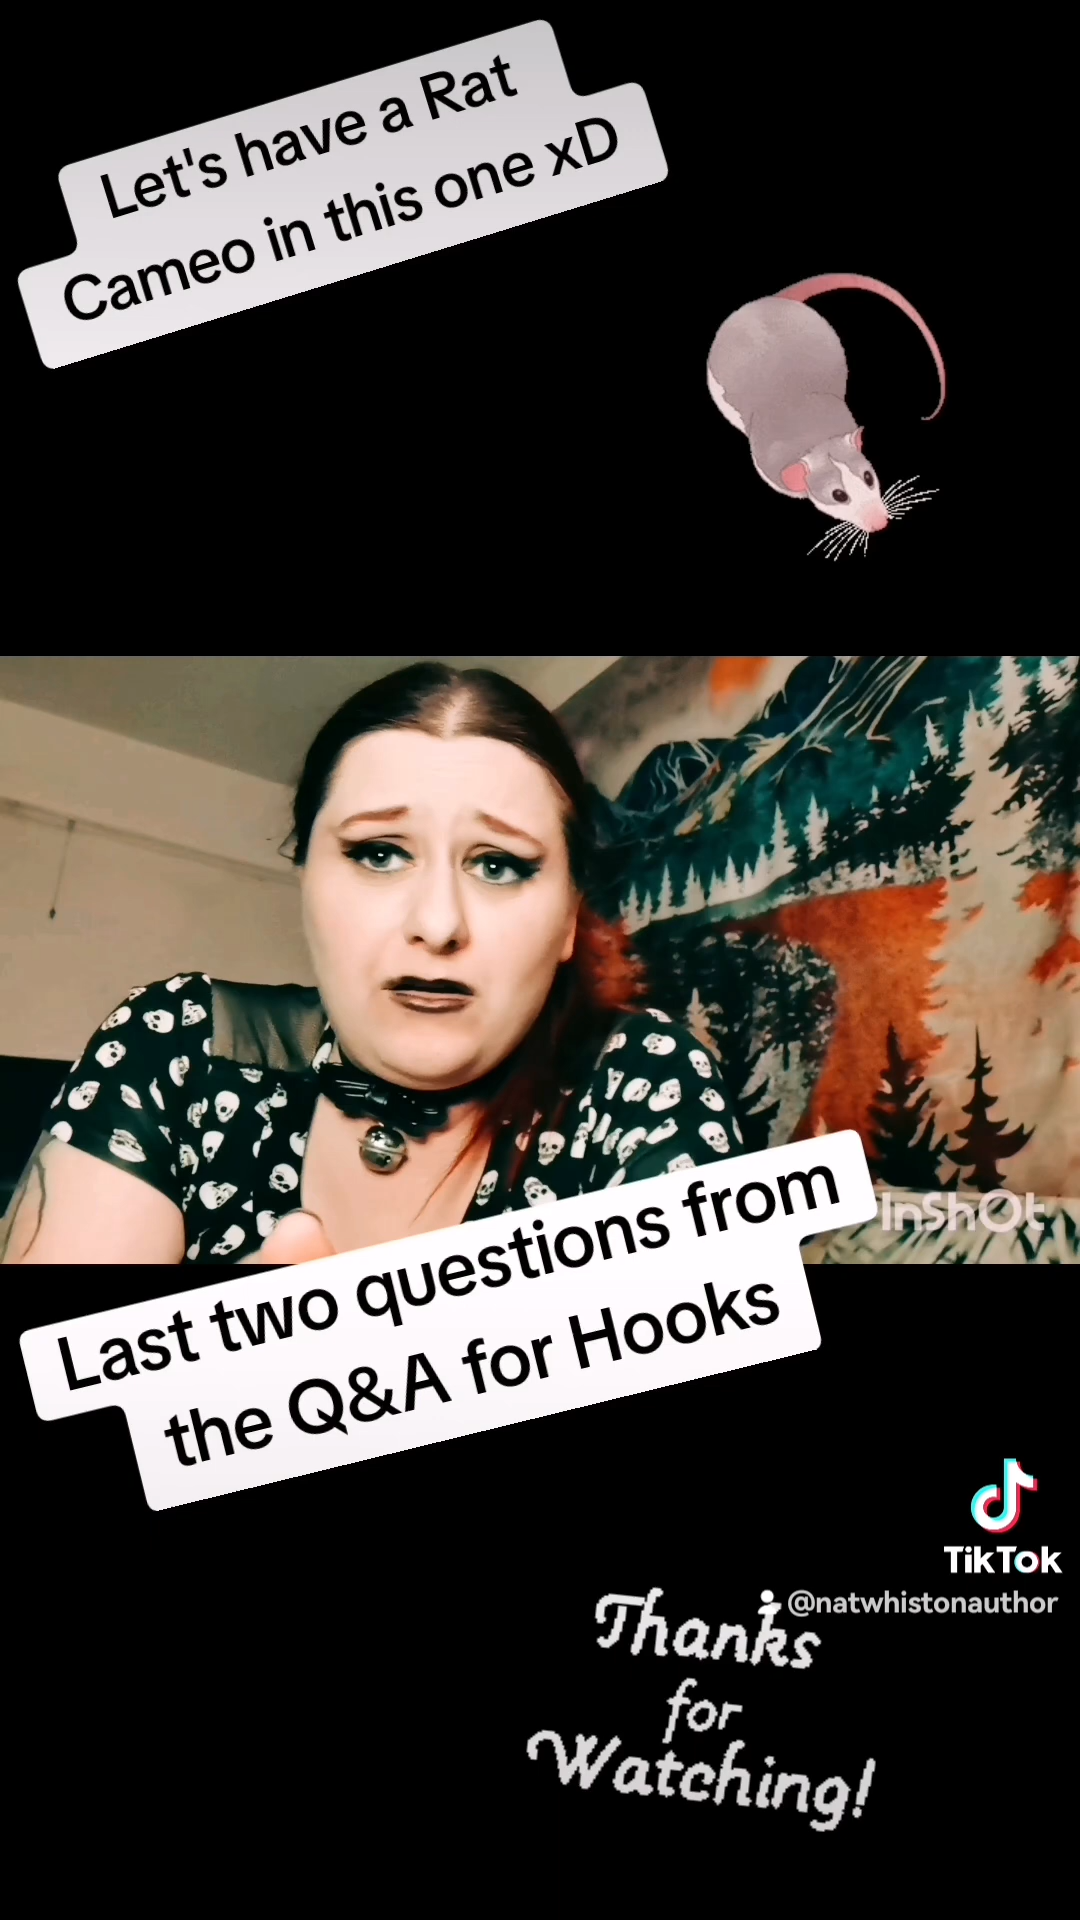 Let's have a Rat
Cameo in this one xD
InShOt
Last two questions from
the Q&A for Hooks
TikTok
@natwhistonauthor
Thanks
for
Watching!